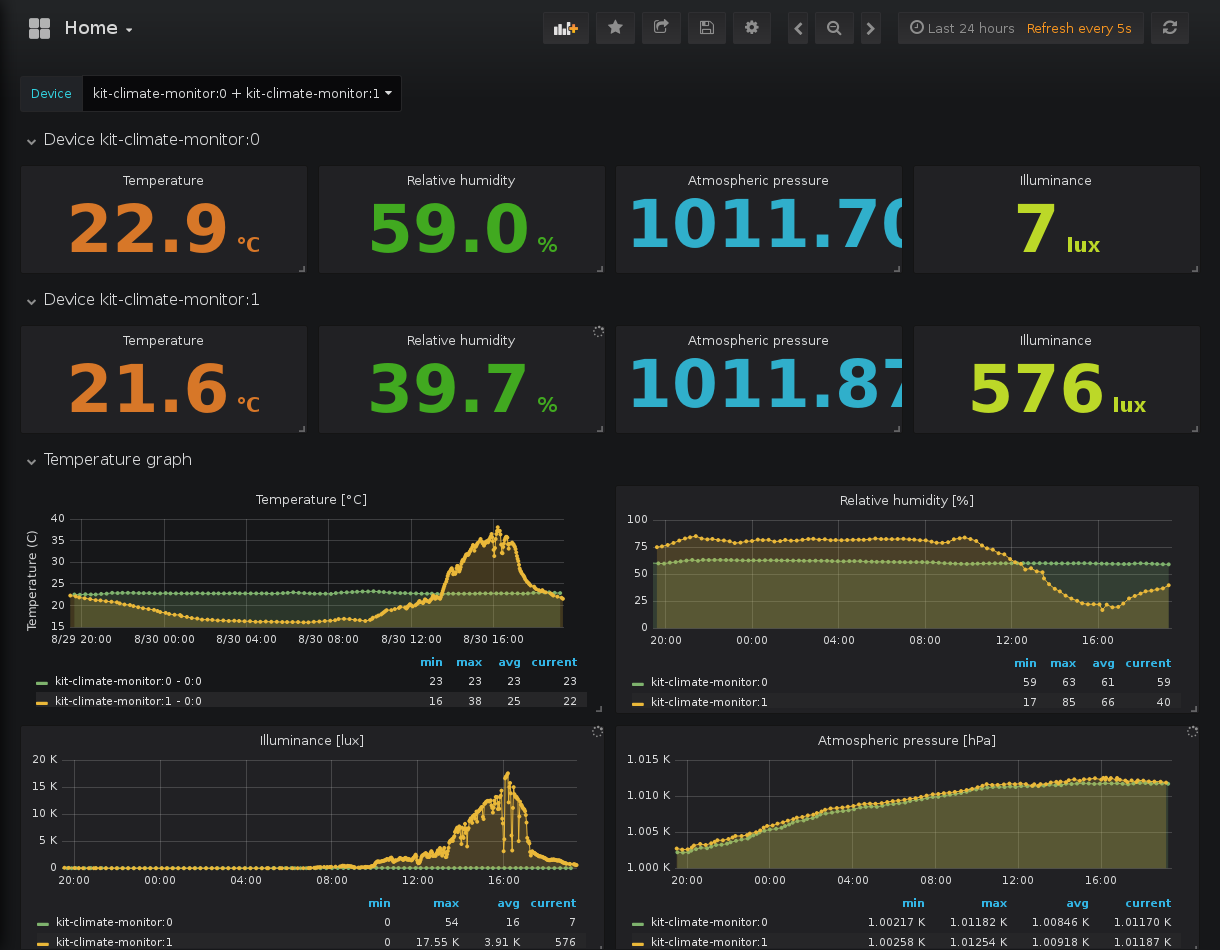 Home
Last 24 hours Refresh every 5s
Device kit-climate-monitor:0 + kit-climate-monitor:1
Device kit-climate-monitor:0
Temperature Relative humidity Atmospheric pressure Illuminance
22.9 °C 59.0 % 1011.70 7 lux
Device kit-climate-monitor:1
Temperature Relative humidity Atmospheric pressure Illuminance
21.6 °C 39.7 % 1011.87 576 lux
Temperature graph
Temperature [°C]
Temperature (C)
40
35
30
25
20
15
8/29 20:00 8/30 00:00 8/30 04:00 8/30 08:00 8/30 12:00 8/30 16:00
min max avg current
kit-climate-monitor:0 - 0:0 23 23 23 23
kit-climate-monitor:1 - 0:0 16 38 25 22
Relative humidity [%]
100
75
50
25
0
20:00 00:00 04:00 08:00 12:00 16:00
min max avg current
kit-climate-monitor:0 59 63 61 59
kit-climate-monitor:1 17 85 66 40
Illuminance [lux]
20 K
15 K
10 K
5 K
0
20:00 00:00 04:00 08:00 12:00 16:00
min max avg current
kit-climate-monitor:0 0 54 16 7
kit-climate-monitor:1 0 17.55 K 3.91 K 576
Atmospheric pressure [hPa]
1.015 K
1.010 K
1.005 K
1.000 K
20:00 00:00 04:00 08:00 12:00 16:00
min max avg current
kit-climate-monitor:0 1.00217 K 1.01182 K 1.00846 K 1.01170 K
kit-climate-monitor:1 1.00258 K 1.01254 K 1.00918 K 1.01187 K